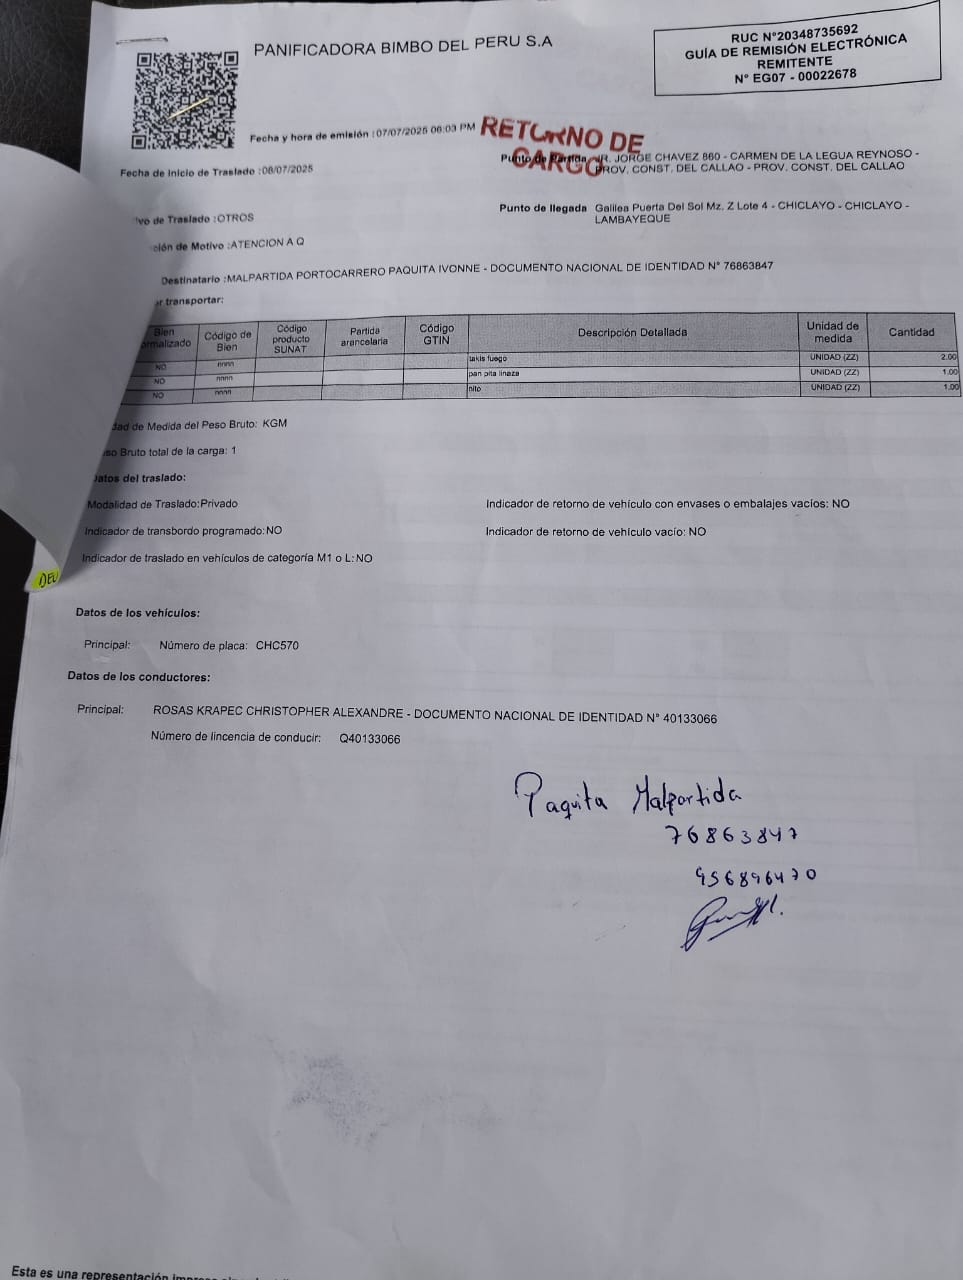 PANIFICADORA BIMBO DEL PERU S.A
RUC N°20348735692
GUÍA DE REMISIÓN ELECTRÓNICA
REMITENTE
N° EG07 - 00022678
Fecha y hora de emisión :07/07/2025 06:03 PM
RETORNO DE
CARGO
Fecha de Inicio de Traslado :08/07/2025
Punto de Partida JR. JORGE CHAVEZ 860 - CARMEN DE LA LEGUA REYNOSO -
PROV. CONST. DEL CALLAO - PROV. CONST. DEL CALLAO
ivo de Traslado :OTROS
Punto de llegada Galilea Puerta Del Sol Mz. Z Lote 4 - CHICLAYO - CHICLAYO -
LAMBAYEQUE
ción de Motivo :ATENCION A Q
Destinatario :MALPARTIDA PORTOCARRERO PAQUITA IVONNE - DOCUMENTO NACIONAL DE IDENTIDAD N° 76863847
ar transportar:
Bien ormalizado Código de Bien Código producto SUNAT Partida arancelaria Código GTIN Descripción Detallada Unidad de medida Cantidad
NO nnnn takis fuego UNIDAD (ZZ) 2.00
NO nnnn pan pita linaza UNIDAD (ZZ) 1.00
NO nnnn nito UNIDAD (ZZ) 1.00
dad de Medida del Peso Bruto: KGM
so Bruto total de la carga: 1
Datos del traslado:
Modalidad de Traslado:Privado
Indicador de retorno de vehículo con envases o embalajes vacíos: NO
Indicador de transbordo programado:NO
Indicador de retorno de vehículo vacío: NO
Indicador de traslado en vehículos de categoría M1 o L:NO
DEV
Datos de los vehículos:
Principal: Número de placa: CHC570
Datos de los conductores:
Principal: ROSAS KRAPEC CHRISTOPHER ALEXANDRE - DOCUMENTO NACIONAL DE IDENTIDAD N° 40133066
Número de lincencia de conducir: Q40133066
Paquita Malpartida
76863847
956896470
Esta es una representación